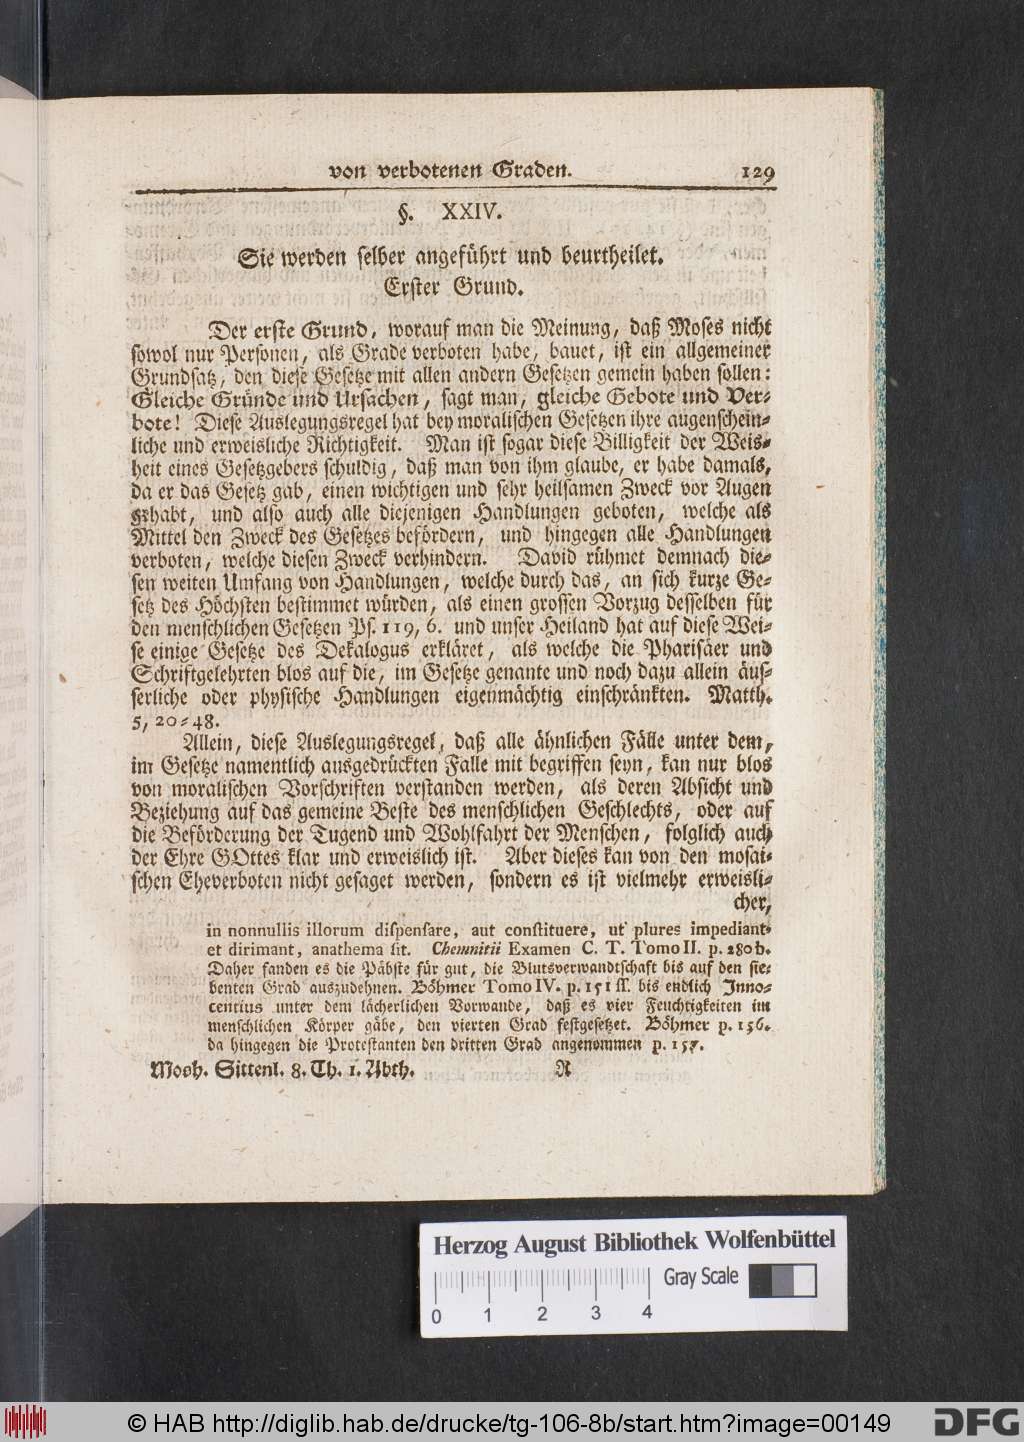 von verbotenen Graden. 129
§. XXIV.
Sie werden selber angeführt und beurtheilet.
Erster Grund.
Der erste Grund, worauf man die Meinung, daß Moses nicht
sowol nur Personen, als Grade verboten habe, bauet, ist ein allgemeiner
Grundsatz, den diese Gesetze mit allen andern Gesetzen gemein haben sollen:
Gleiche Gründe und Ursachen, sagt man, gleiche Gebote und Ver-
bote! Diese Auslegungsregel hat bey moralischen Gesetzen ihre augenschein-
liche und erweisliche Richtigkeit. Man ist sogar diese Billigkeit der Weis-
heit eines Gesetzgebers schuldig, daß man von ihm glaube, er habe damals,
da er das Gesetz gab, einen wichtigen und sehr heilsamen Zweck vor Augen
gehabt, und also auch alle diejenigen Handlungen geboten, welche als
Mittel den Zweck des Gesetzes befördern, und hingegen alle Handlungen
verboten, welche diesen Zweck verhindern. David rühmet demnach die-
sen weiten Umfang von Handlungen, welche durch das, an sich kurze Ge-
setz des Höchsten bestimmet würden, als einen grossen Vorzug desselben für
den menschlichen Gesetzen Ps. 119, 6. und unser Heiland hat auf diese Wei-
se einige Gesetze des Dekalogus erkläret, als welche die Pharisäer und
Schriftgelehrten blos auf die, im Gesetze genante und noch dazu allein äus-
serliche oder physische Handlungen eigenmächtig einschränkten. Matth.
5, 20-48.
Allein, diese Auslegungsregel, daß alle ähnlichen Fälle unter dem,
im Gesetze namentlich ausgedrückten Falle mit begriffen seyn, kan nur blos
von moralischen Vorschriften verstanden werden, als deren Absicht und
Beziehung auf das gemeine Beste des menschlichen Geschlechts, oder auf
die Beförderung der Tugend und Wohlfahrt der Menschen, folglich auch
der Ehre GOttes klar und erweislich ist. Aber dieses kan von den mosai-
schen Eheverboten nicht gesaget werden, sondern es ist vielmehr erweisli-
cher,
in nonnullis illorum dispensare, aut constituere, ut plures impediant
et dirimant, anathema sit. Chemnitii Examen C. T. Tomo II. p. 280 b.
Daher fanden es die Päbste für gut, die Blutsverwandtschaft bis auf den sie-
benten Grad auszudehnen. Böhmer Tomo IV. p. 151 ff. bis endlich Inno-
centius unter dem lächerlichen Vorwande, daß es vier Feuchtigkeiten im
menschlichen Körper gäbe, den vierten Grad festgesetzet. Böhmer p. 156.
da hingegen die Protestanten den dritten Grad angenommen p. 157.
Mosh. Sittenl. 8. Th. 1. Abth. R
Herzog August Bibliothek Wolfenbüttel
Gray Scale
0 1 2 3 4
© HAB http://diglib.hab.de/drucke/tg-106-8b/start.htm?image=00149
DFG